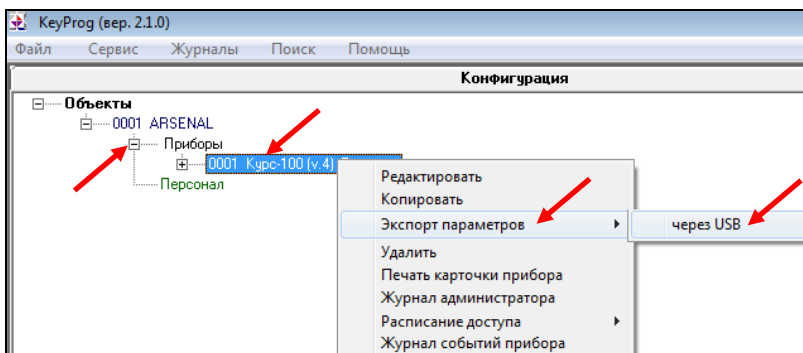 KeyProg (вер. 2.1.0)
Файл Сервис Журналы Поиск Помощь
Конфигурация
Объекты
0001 ARSENAL
Приборы
0001 Курс-100 (v.4)
Персонал
Редактировать
Копировать
Экспорт параметров
через USB
Удалить
Печать карточки прибора
Журнал администратора
Расписание доступа
Журнал событий прибора